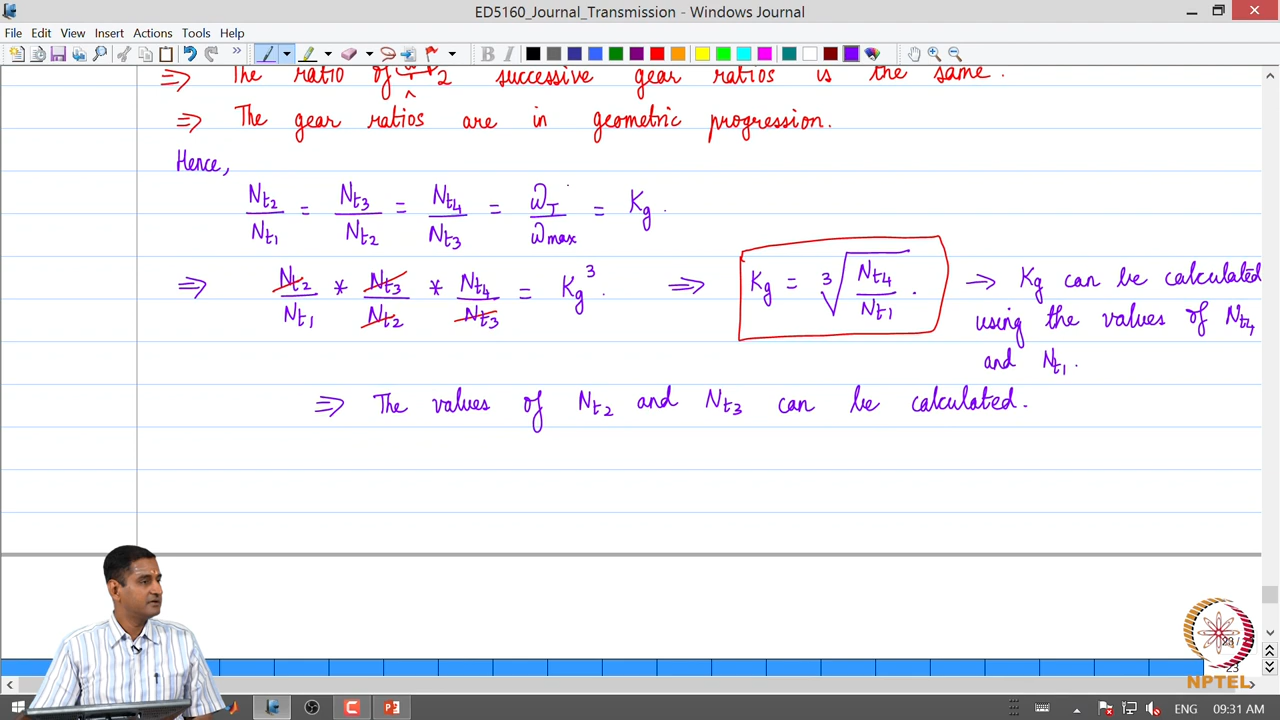 ED5160_Journal_Transmission - Windows Journal
File Edit View Insert Actions Tools Help
⇒ The ratio of 2 successive gear ratios is the same.
⇒ The gear ratios are in geometric progression.
Hence,
Nt2/Nt1 = Nt3/Nt2 = Nt4/Nt3 = ωT/ωmax = Kg.
⇒ Nt2/Nt1 * Nt3/Nt2 * Nt4/Nt3 = Kg³. ⇒ Kg = ∛(Nt4/Nt1). → Kg can be calculated
using the values of Nt4
and Nt1.
⇒ The values of Nt2 and Nt3 can be calculated.
23
NPTEL
ENG 09:31 AM